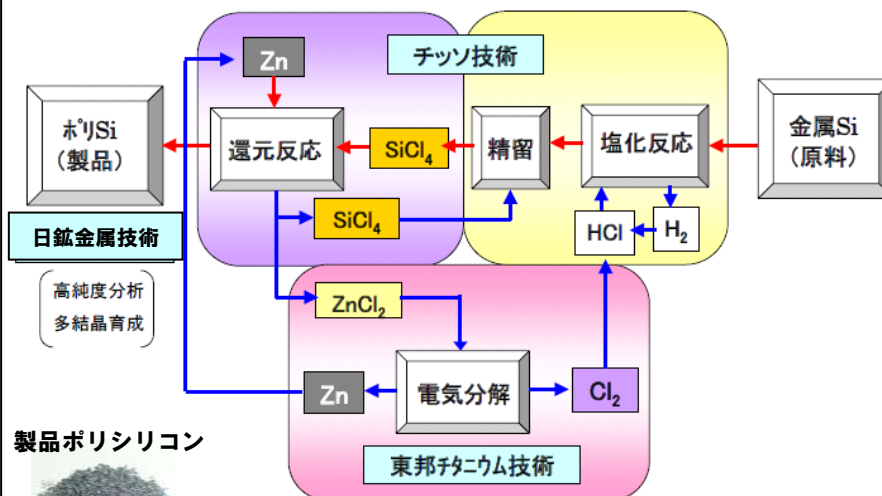 Zn
チッソ技術
ﾎﾟﾘSi
(製品)
還元反応
SiCl4
精留
塩化反応
金属Si
(原料)
SiCl4
HCl
H2
日鉱金属技術
高純度分析
多結晶育成
ZnCl2
Zn
電気分解
Cl2
製品ポリシリコン
東邦ﾁﾀﾆｳﾑ技術